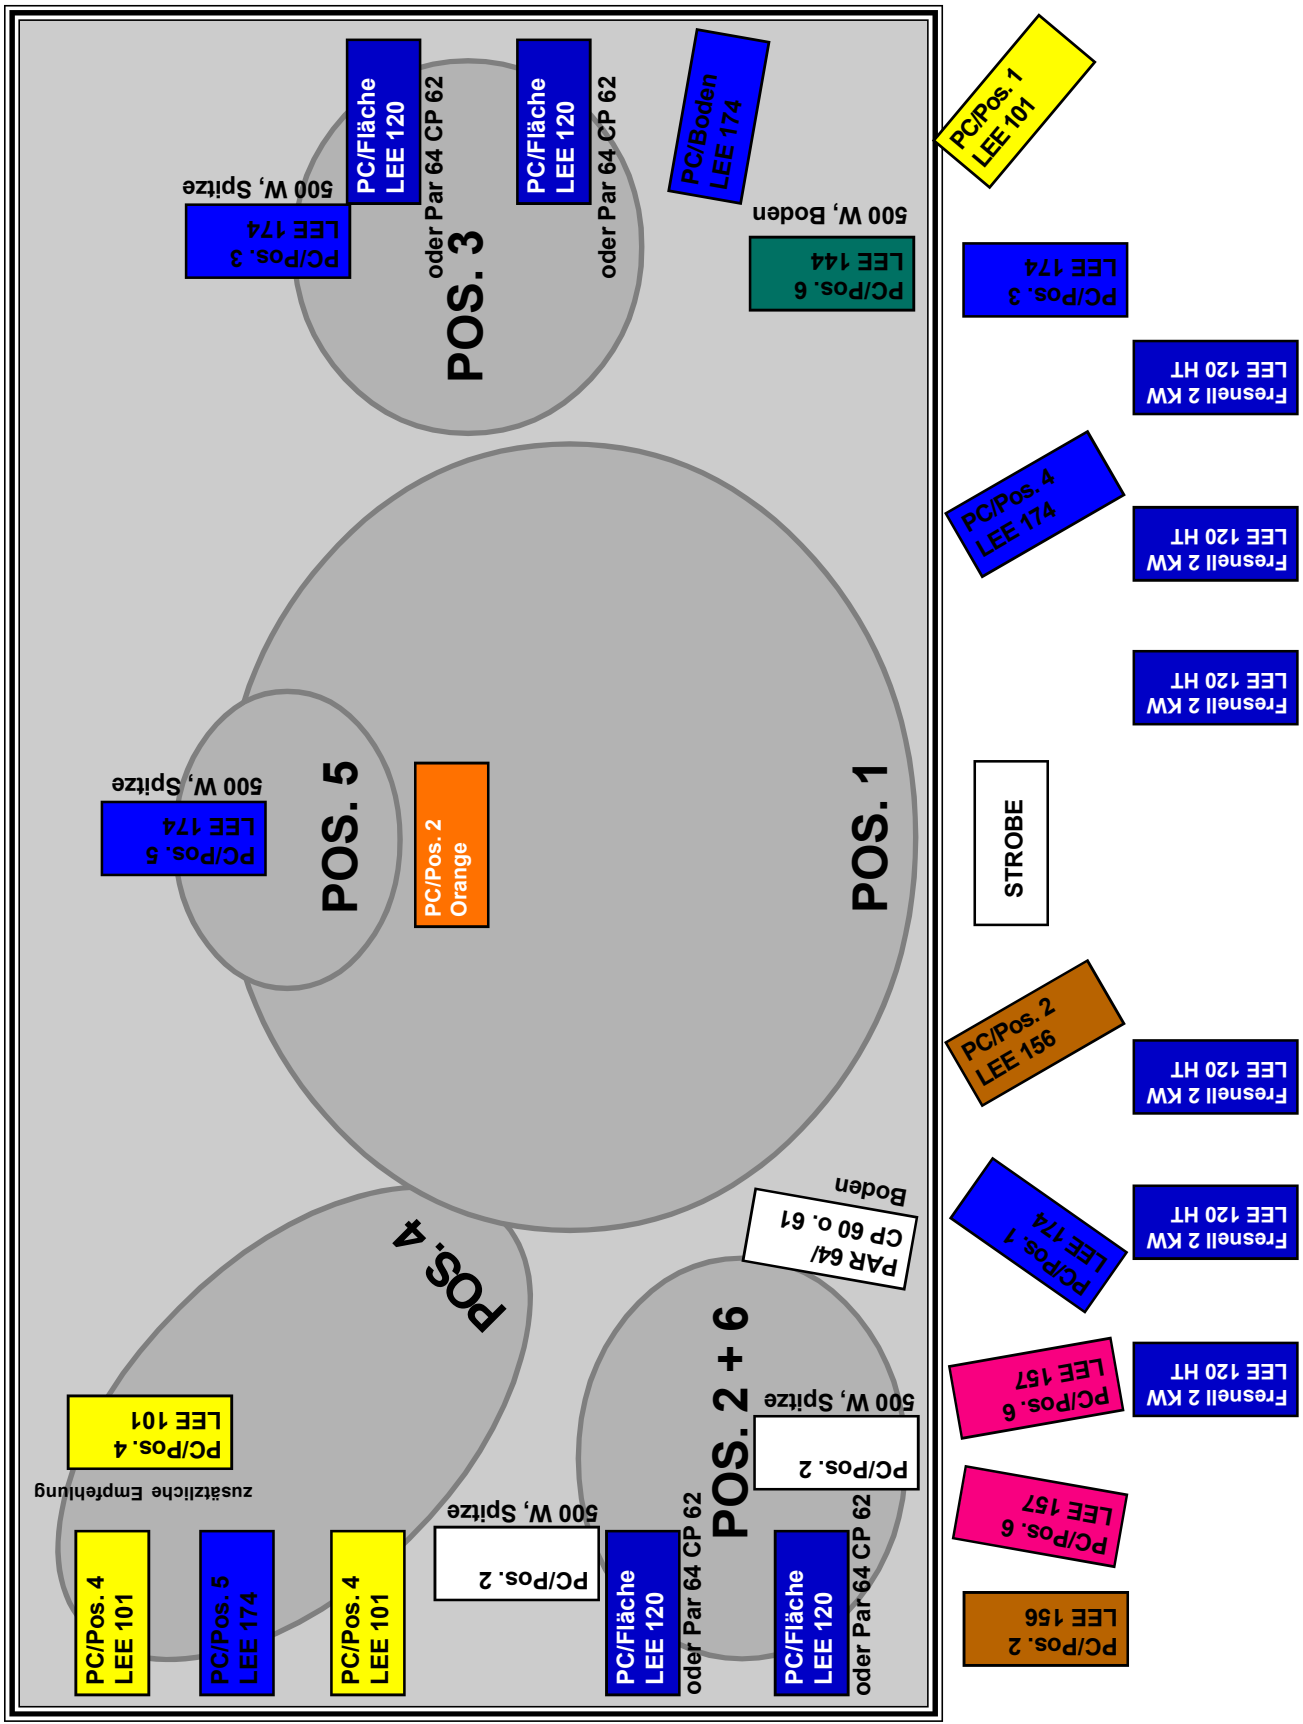 PC/Fläche
LEE 120
oder Par 64 CP 62
PC/Fläche
LEE 120
oder Par 64 CP 62
PC/Boden
LEE 174
PC/Pos. 1
LEE 101
500 W, Spitze
PC/Pos. 3
LEE 174
POS. 3
500 W, Boden
PC/Pos. 6
LEE 144
PC/Pos. 3
LEE 174
Fresnell 2 KW
LEE 120 HT
PC/Pos. 4
LEE 174
Fresnell 2 KW
LEE 120 HT
Fresnell 2 KW
LEE 120 HT
500 W, Spitze
PC/Pos. 5
LEE 174
POS. 5
PC/Pos. 2
Orange
POS. 1
STROBE
PC/Pos. 2
LEE 156
Fresnell 2 KW
LEE 120 HT
POS. 4
Boden
PAR 64/
CP 60 o. 61
PC/Pos. 1
LEE 174
Fresnell 2 KW
LEE 120 HT
POS. 2 + 6
PC/Pos. 6
LEE 157
Fresnell 2 KW
LEE 120 HT
PC/Pos. 4
LEE 101
zusätzliche Empfehlung
500 W, Spitze
PC/Pos. 2
500 W, Spitze
PC/Pos. 2
PC/Pos. 6
LEE 157
PC/Pos. 4
LEE 101
PC/Pos. 5
LEE 174
PC/Pos. 4
LEE 101
PC/Fläche
LEE 120
oder Par 64 CP 62
PC/Fläche
LEE 120
oder Par 64 CP 62
PC/Pos. 2
LEE 156